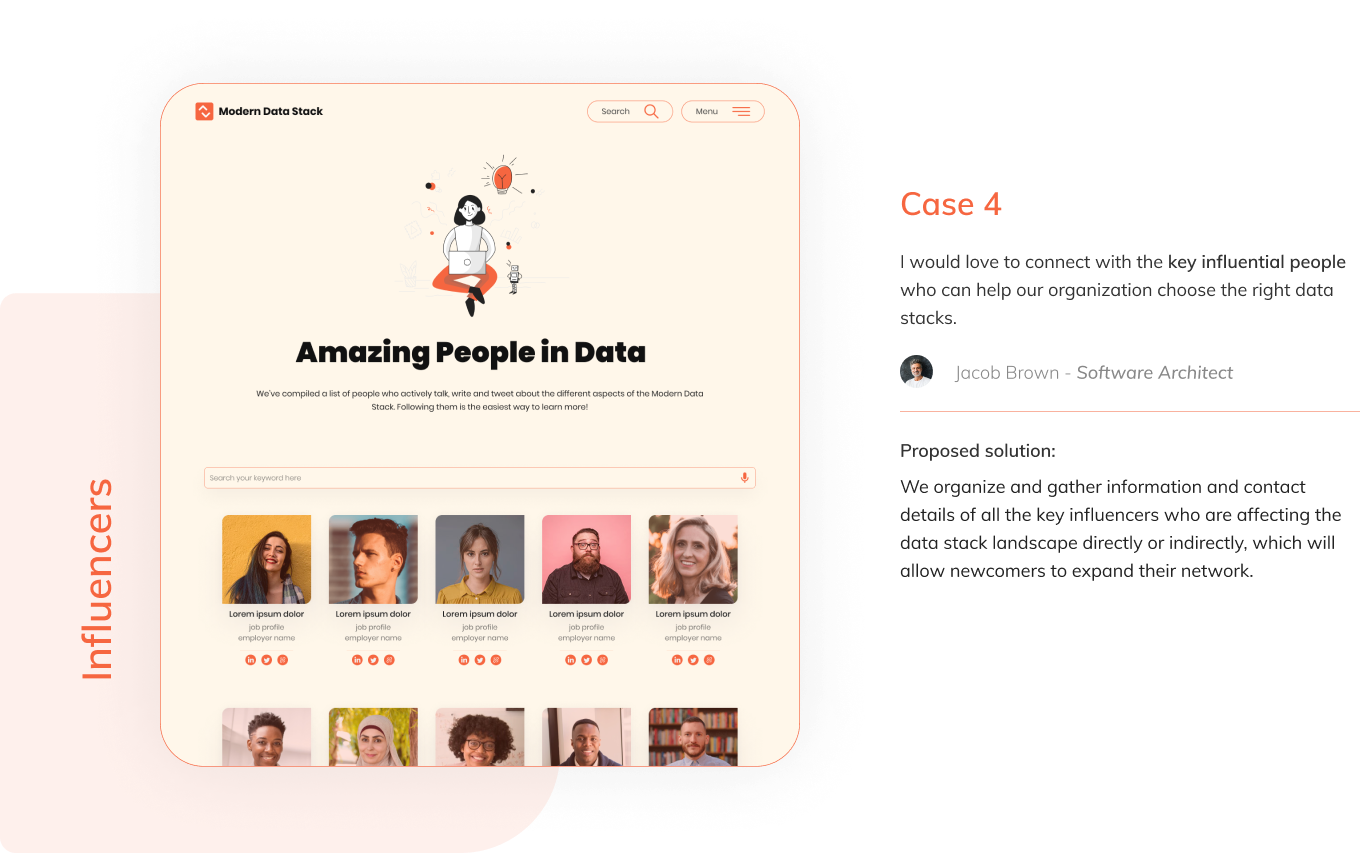 Influencers
Modern Data Stack
Search
Menu
Amazing People in Data
We've compiled a list of people who actively talk, write and tweet about the different aspects of the Modern Data
Stack. Following them is the easiest way to learn more!
Search your keyword here
Lorem ipsum dolor
job profile
employer name
in
Lorem ipsum dolor
job profile
employer name
in
Lorem ipsum dolor
job profile
employer name
in
Lorem ipsum dolor
job profile
employer name
in
Lorem ipsum dolor
job profile
employer name
in
Case 4
I would love to connect with the key influential people
who can help our organization choose the right data
stacks.
Jacob Brown - Software Architect
Proposed solution:
We organize and gather information and contact
details of all the key influencers who are affecting the
data stack landscape directly or indirectly, which will
allow newcomers to expand their network.